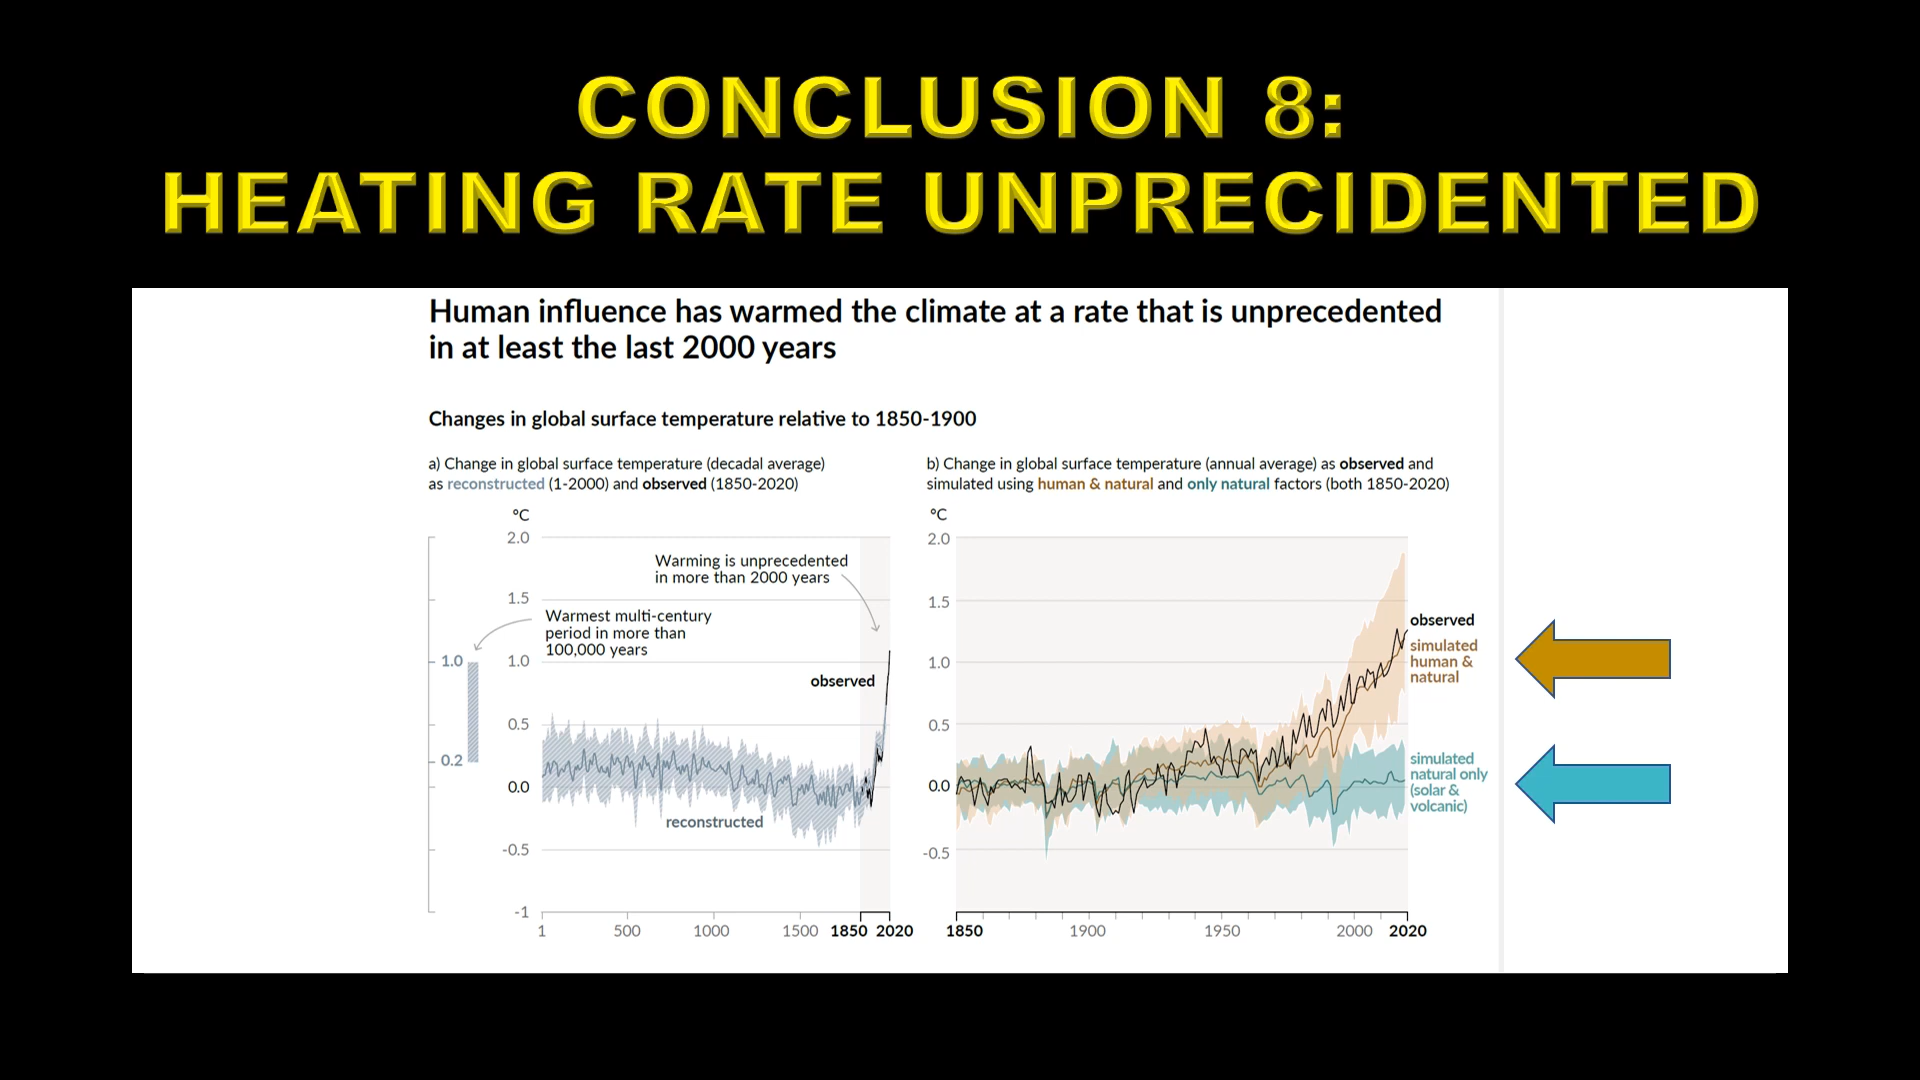 CONCLUSION 8:
HEATING RATE UNPRECIDENTED
Human influence has warmed the climate at a rate that is unprecedented
in at least the last 2000 years
Changes in global surface temperature relative to 1850-1900
a) Change in global surface temperature (decadal average)
as reconstructed (1-2000) and observed (1850-2020)
°C
2.0
1.5
1.0
0.5
0.0
-0.5
-1
1.0
0.2
Warming is unprecedented
in more than 2000 years
Warmest multi-century
period in more than
100,000 years
observed
reconstructed
1 500 1000 1500 1850 2020
b) Change in global surface temperature (annual average) as observed and
simulated using human & natural and only natural factors (both 1850-2020)
°C
2.0
1.5
1.0
0.5
0.0
-0.5
observed
simulated
human &
natural
simulated
natural only
(solar &
volcanic)
1850 1900 1950 2000 2020